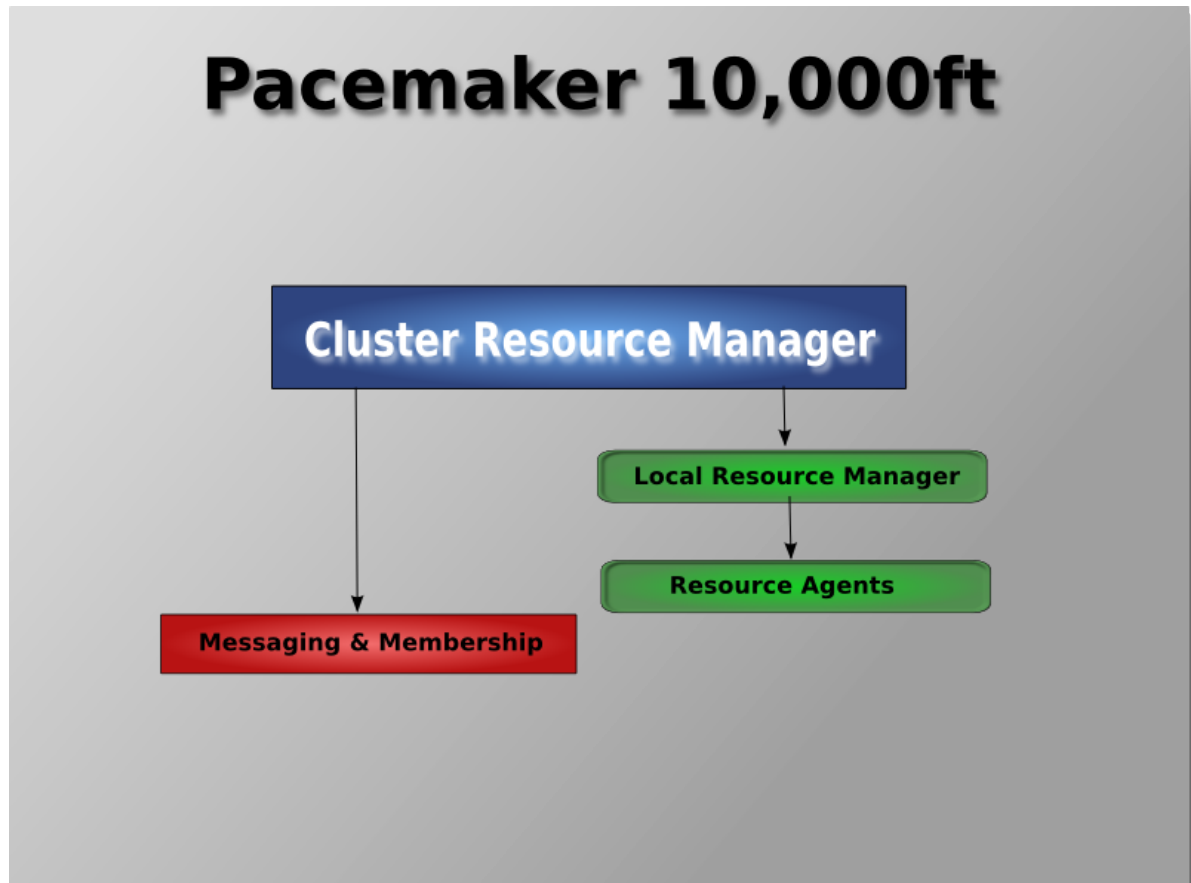 Pacemaker 10,000ft
Cluster Resource Manager
Local Resource Manager
Resource Agents
Messaging & Membership